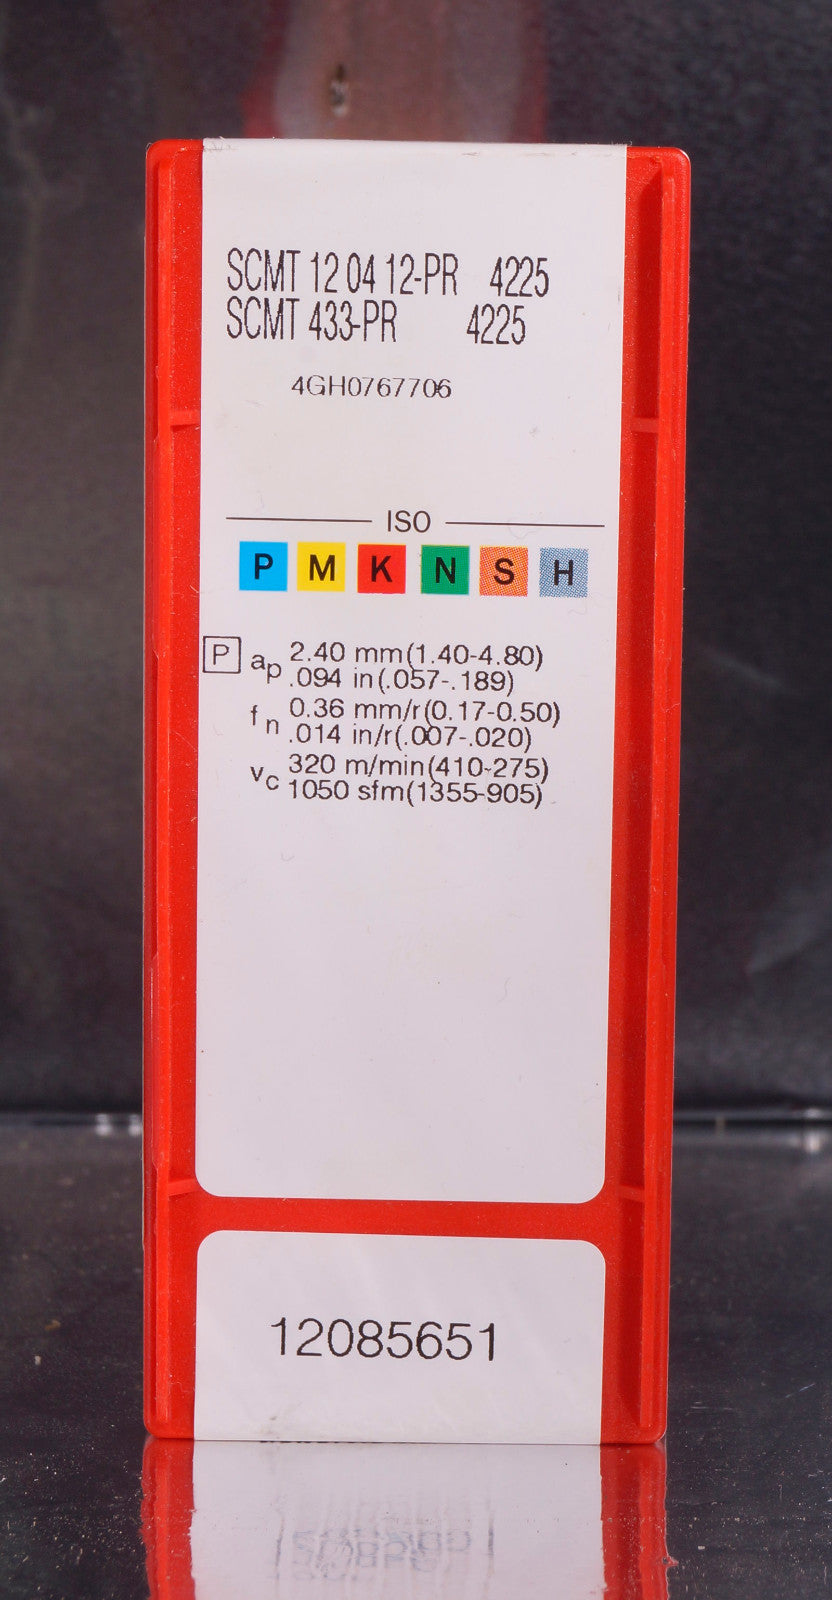 SCMT 12 04 12-PR 4225
SCMT 433-PR 4225
4GH0767706
ISO
P M K N S H
P ap 2.40 mm(1.40-4.80)
.094 in(.057-.189)
fn 0.36 mm/r(0.17-0.50)
.014 in/r(.007-.020)
vc 320 m/min(410-275)
1050 sfm(1355-905)
12085651